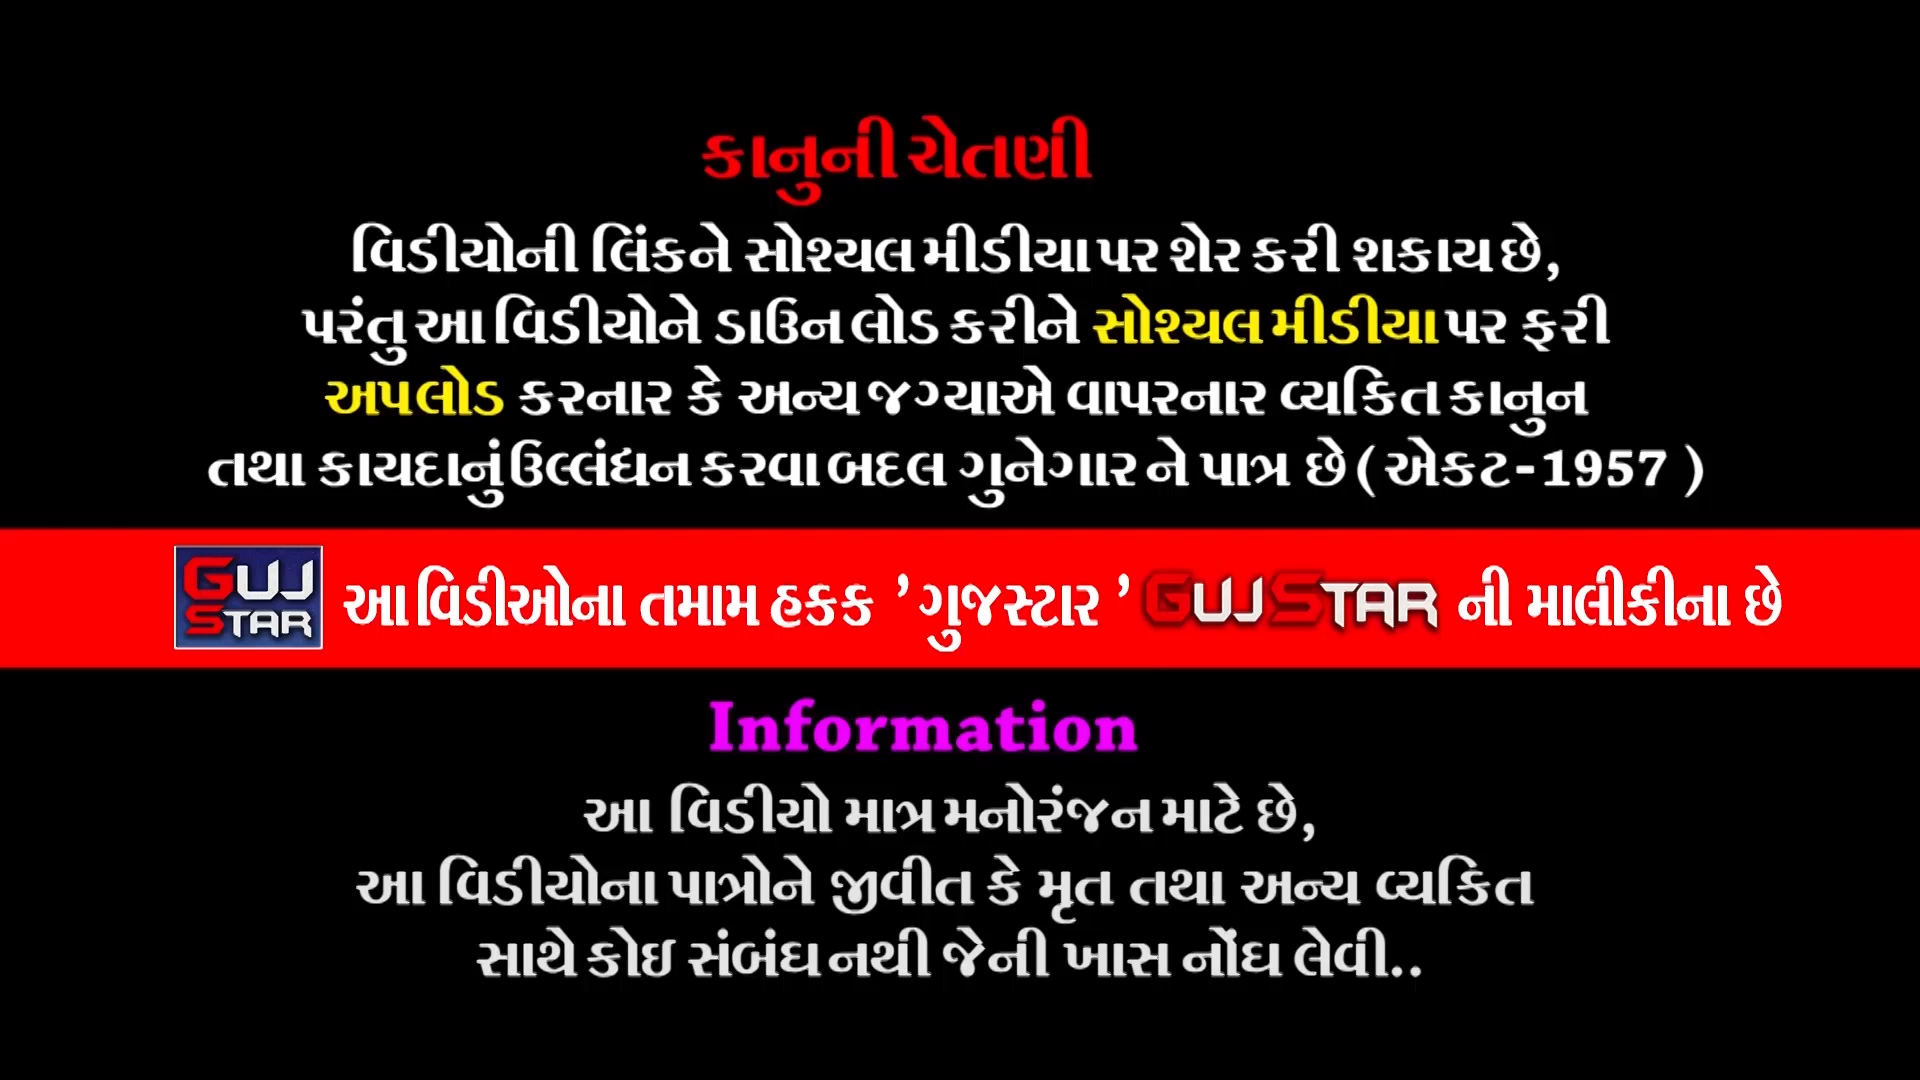 કાનુની ચેતણી
વિડીયોની લિંકને સોશ્યલ મીડીયા પર શેર કરી શકાય છે,
પરંતુ આ વિડીયોને ડાઉન લોડ કરીને સોશ્યલ મીડીયા પર ફરી
અપલોડ કરનાર કે અન્ય જગ્યાએ વાપરનાર વ્યકિત કાનુન
તથા કાયદાનું ઉલ્લંઘન કરવા બદલ ગુનેગાર ને પાત્ર છે ( એકટ-1957 )
GUJ STAR આ વિડીઓના તમામ હકક ’ ગુજસ્ટાર ’ GUJ STAR ની માલીકીના છે
Information
આ વિડીયો માત્ર મનોરંજન માટે છે,
આ વિડીયોના પાત્રોને જીવીત કે મૃત તથા અન્ય વ્યકિત
સાથે કોઇ સંબંઘ નથી જેની ખાસ નોંઘ લેવી..